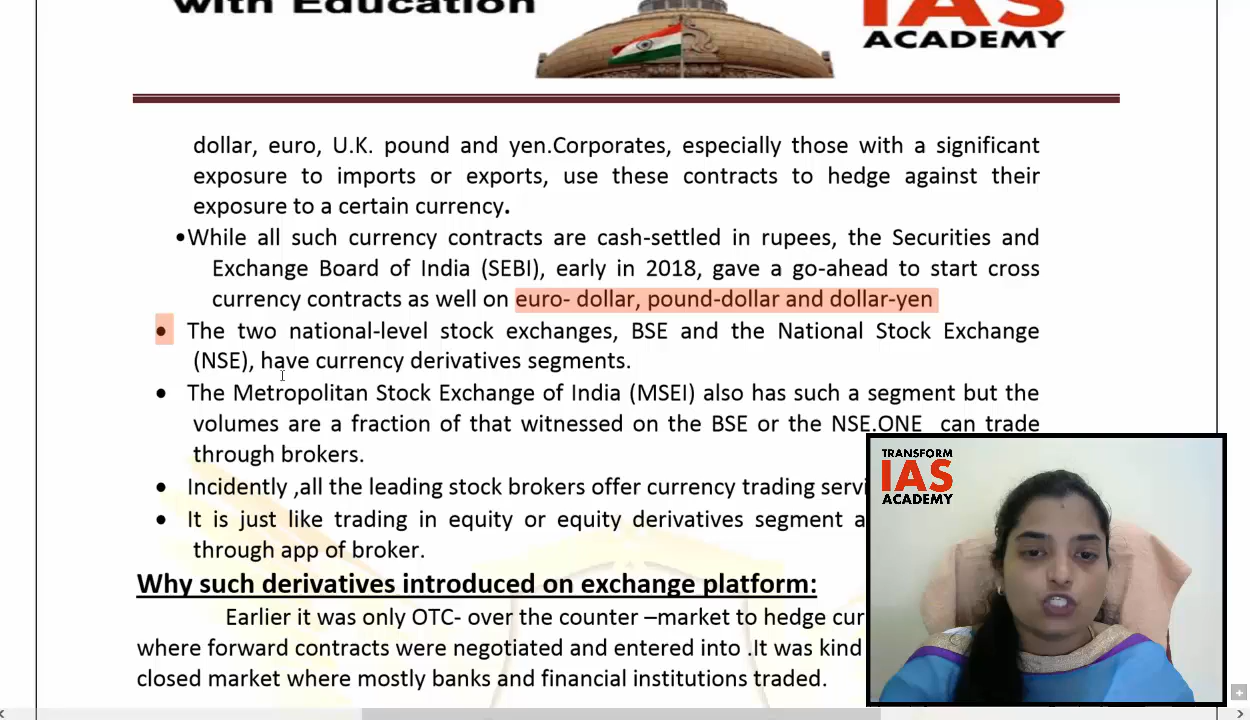 with Education
IAS
ACADEMY
dollar, euro, U.K. pound and yen.Corporates, especially those with a significant
exposure to imports or exports, use these contracts to hedge against their
exposure to a certain currency.
•While all such currency contracts are cash-settled in rupees, the Securities and
Exchange Board of India (SEBI), early in 2018, gave a go-ahead to start cross
currency contracts as well on euro- dollar, pound-dollar and dollar-yen
• The two national-level stock exchanges, BSE and the National Stock Exchange
(NSE), have currency derivatives segments.
• The Metropolitan Stock Exchange of India (MSEI) also has such a segment but the
volumes are a fraction of that witnessed on the BSE or the NSE.ONE can trade
through brokers.
• Incidently ,all the leading stock brokers offer currency trading servi
• It is just like trading in equity or equity derivatives segment a
through app of broker.
Why such derivatives introduced on exchange platform:
Earlier it was only OTC- over the counter –market to hedge cur
where forward contracts were negotiated and entered into .It was kind
closed market where mostly banks and financial institutions traded.
TRANSFORM
IAS
ACADEMY